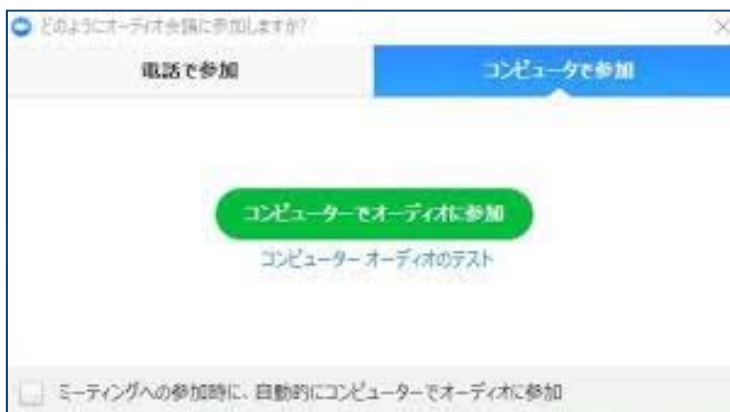 どのようにオーディオ会議に参加しますか?
電話で参加
コンピュータで参加
コンピューターでオーディオに参加
コンピューター オーディオのテスト
ミーティングへの参加時に、自動的にコンピューターでオーディオに参加